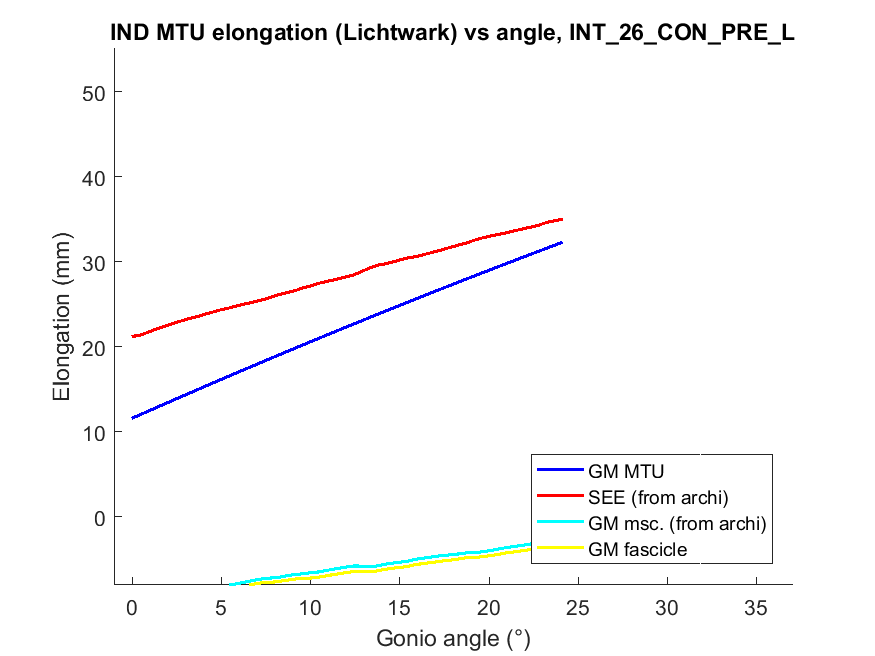 IND MTU elongation (Lichtwark) vs angle, INT_26_CON_PRE_L
Elongation (mm)
50
40
30
20
10
0
GM MTU
SEE (from archi)
GM msc. (from archi)
GM fascicle
0 5 10 15 20 25 30 35
Gonio angle (°)